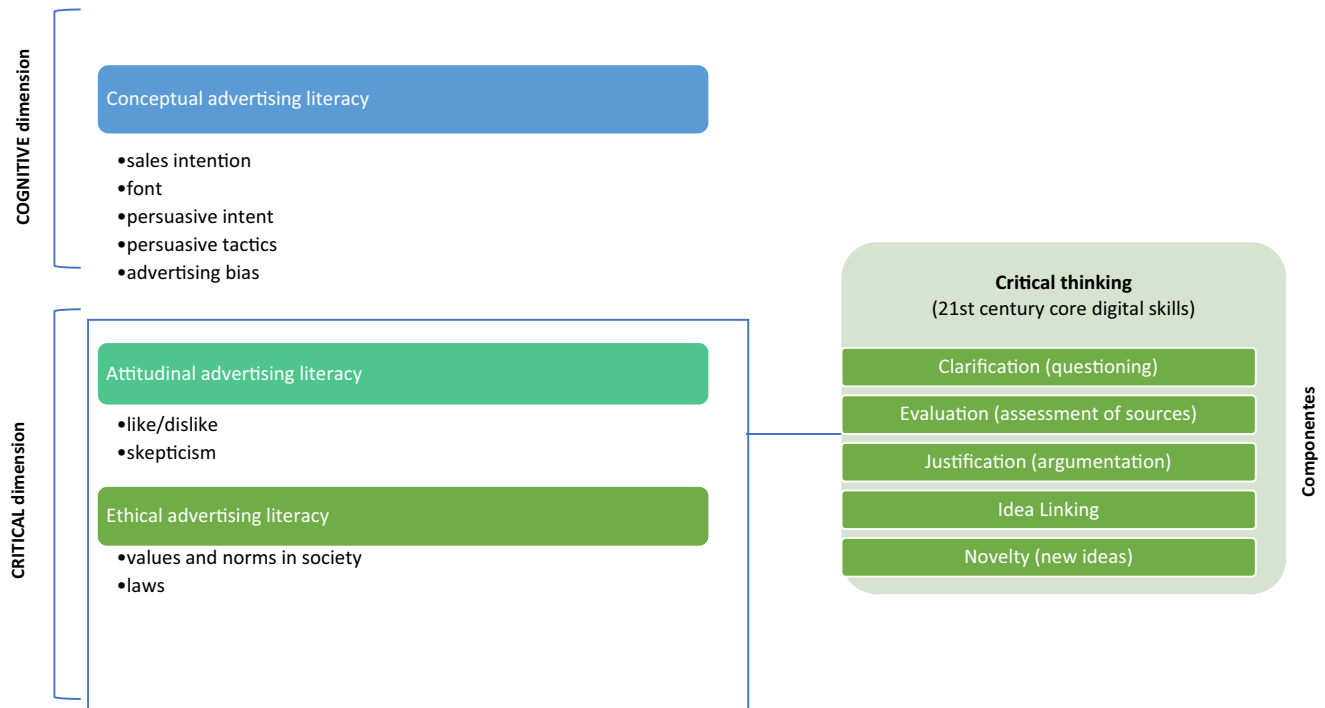 COGNITIVE dimension
Conceptual advertising literacy
•sales intention
•font
•persuasive intent
•persuasive tactics
•advertising bias
CRITICAL dimension
Attitudinal advertising literacy
•like/dislike
•skepticism
Ethical advertising literacy
•values and norms in society
•laws
Critical thinking
(21st century core digital skills)
Clarification (questioning)
Evaluation (assessment of sources)
Justification (argumentation)
Idea Linking
Novelty (new ideas)
Componentes